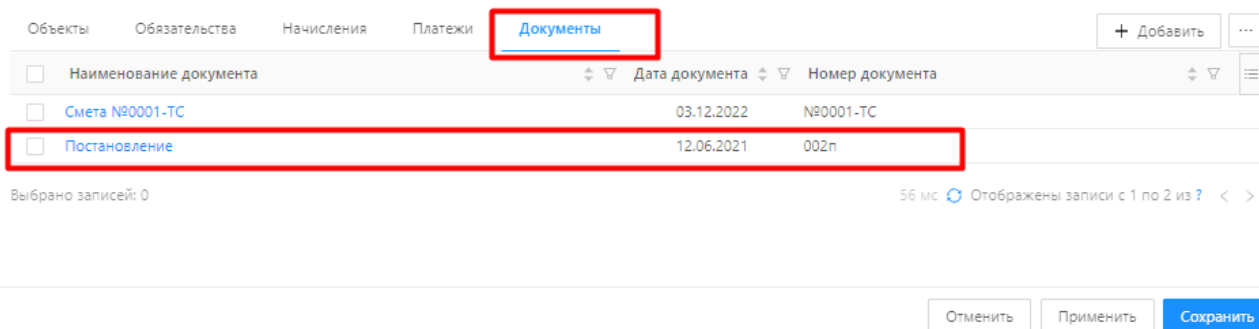 Объекты Обязательства Начисления Платежи Документы + Добавить ...
Наименование документа Дата документа Номер документа
Смета №0001-ТС 03.12.2022 №0001-ТС
Постановление 12.06.2021 002п
Выбрано записей: 0 56 мс Отображены записи с 1 по 2 из ? < >
Отменить Применить Сохранить